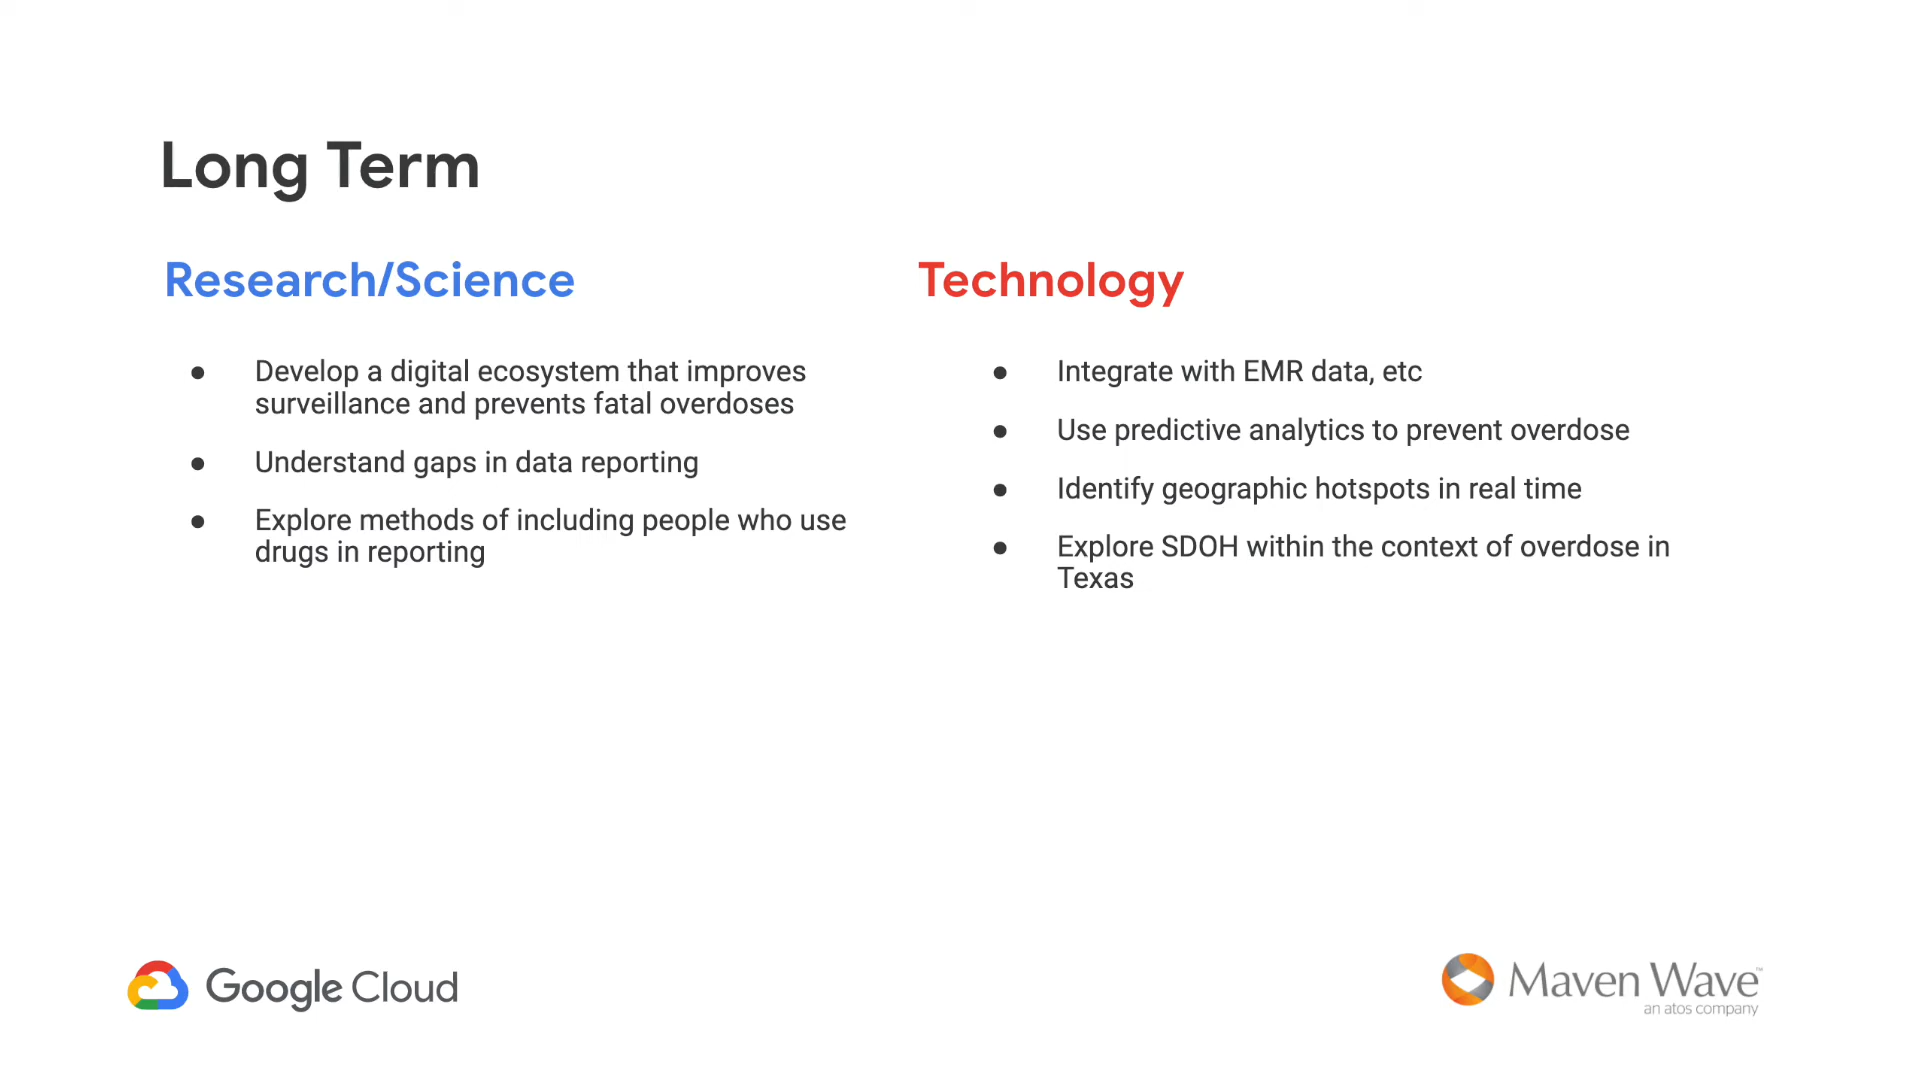 Long Term
Research/Science
● Develop a digital ecosystem that improves
surveillance and prevents fatal overdoses
● Understand gaps in data reporting
● Explore methods of including people who use
drugs in reporting
Technology
● Integrate with EMR data, etc
● Use predictive analytics to prevent overdose
● Identify geographic hotspots in real time
● Explore SDOH within the context of overdose in
Texas
Google Cloud
Maven Wave™
an atos company